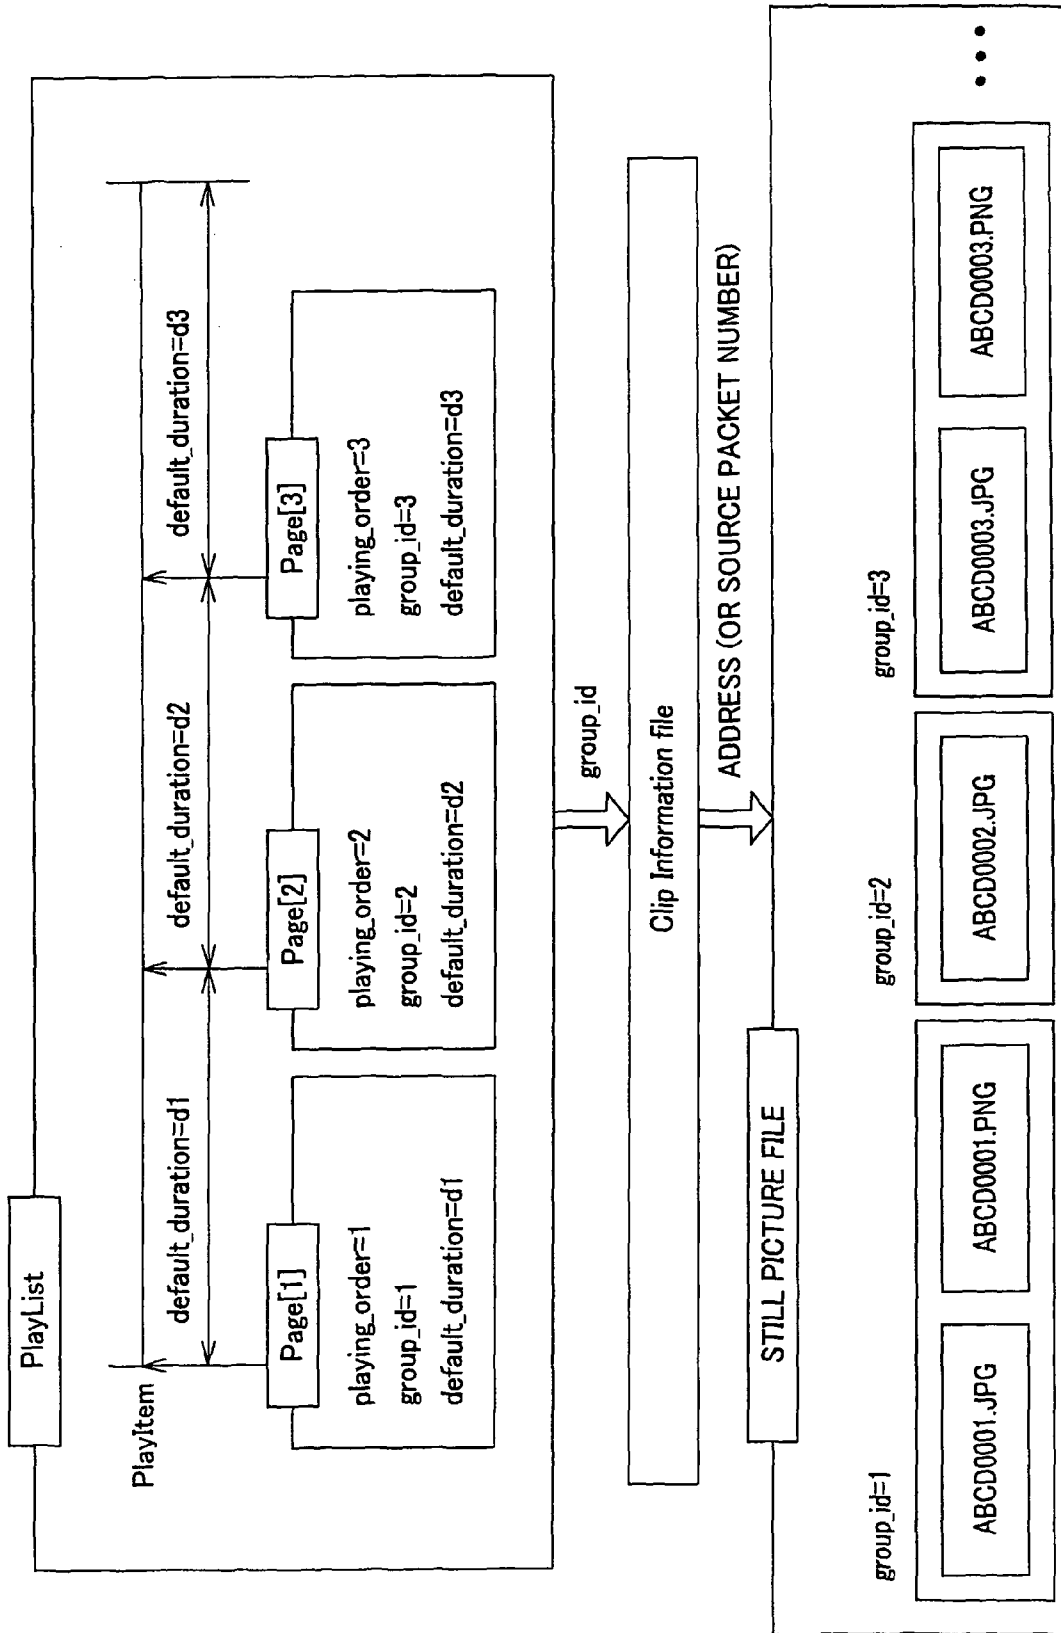 PlayList
PlayItem
default_duration=d1
default_duration=d2
default_duration=d3
Page[1]
playing_order=1
group_id=1
default_duration=d1
Page[2]
playing_order=2
group_id=2
default_duration=d2
Page[3]
playing_order=3
group_id=3
default_duration=d3
group_id
Clip Information file
ADDRESS (OR SOURCE PACKET NUMBER)
STILL PICTURE FILE
group_id=1
ABCD0001.JPG
ABCD0001.PNG
group_id=2
ABCD0002.JPG
group_id=3
ABCD0003.JPG
ABCD0003.PNG
• • •